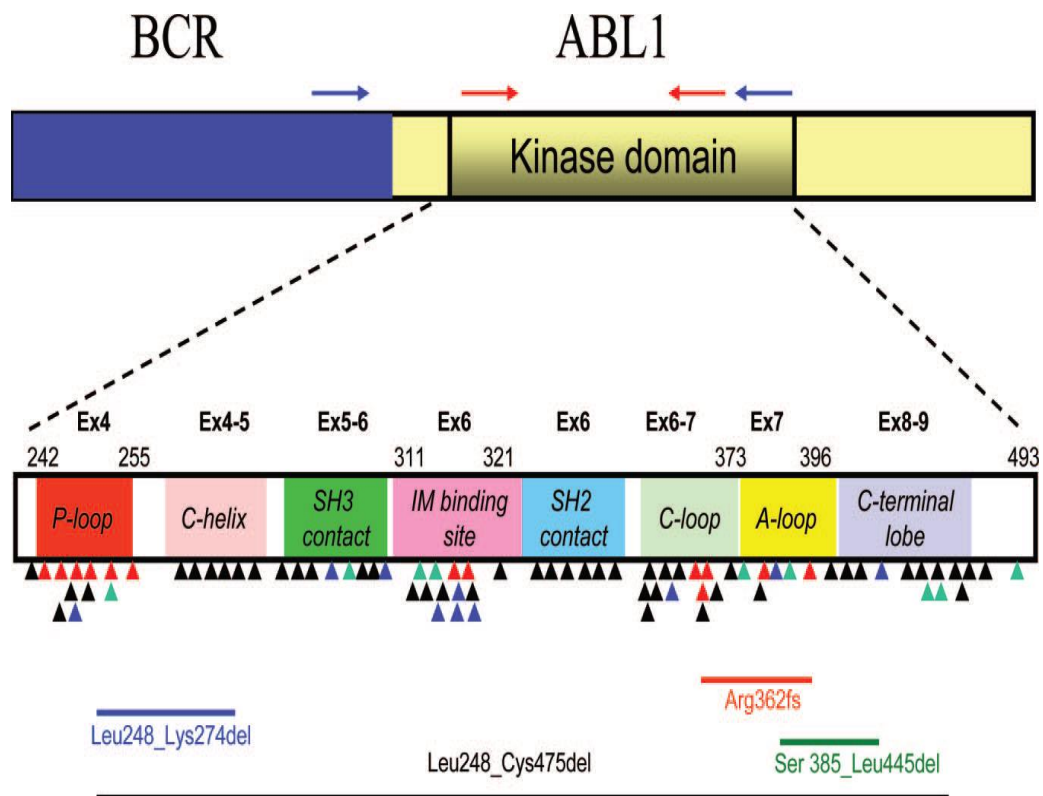 BCR ABL1
Kinase domain
Ex4 Ex4-5 Ex5-6 Ex6 Ex6 Ex6-7 Ex7 Ex8-9
242 255 311 321 373 396 493
P-loop C-helix SH3 contact IM binding site SH2 contact C-loop A-loop C-terminal lobe
Arg362fs
Leu248_Lys274del
Leu248_Cys475del
Ser 385_Leu445del